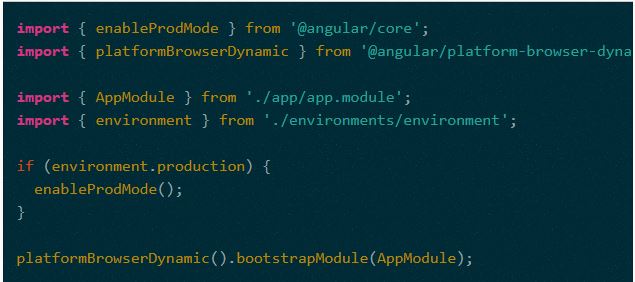 import { enableProdMode } from '@angular/core';
import { platformBrowserDynamic } from '@angular/platform-browser-dyna
import { AppModule } from './app/app.module';
import { environment } from './environments/environment';
if (environment.production) {
enableProdMode();
}
platformBrowserDynamic().bootstrapModule(AppModule);